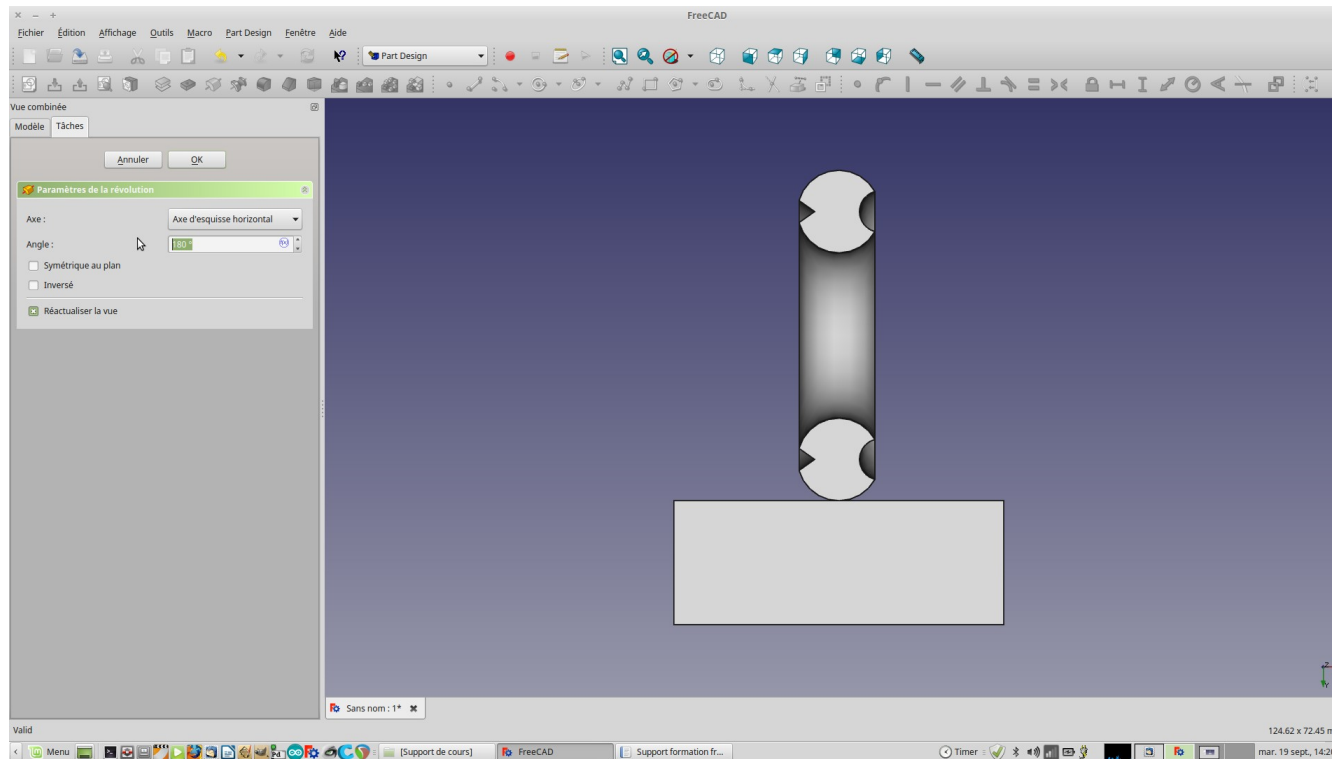 FreeCAD
Fichier Édition Affichage Outils Macro Part Design Fenêtre Aide
Part Design
Vue combinée
Modèle Tâches
Annuler OK
Paramètres de la révolution
Axe : Axe d'esquisse horizontal
Angle : 180 °
Symétrique au plan
Inversé
Réactualiser la vue
Z
Y
Sans nom : 1*
Valid
124.62 x 72.45 m
Menu [Support de cours] FreeCAD Support formation fr... Timer mar. 19 sept., 14:20